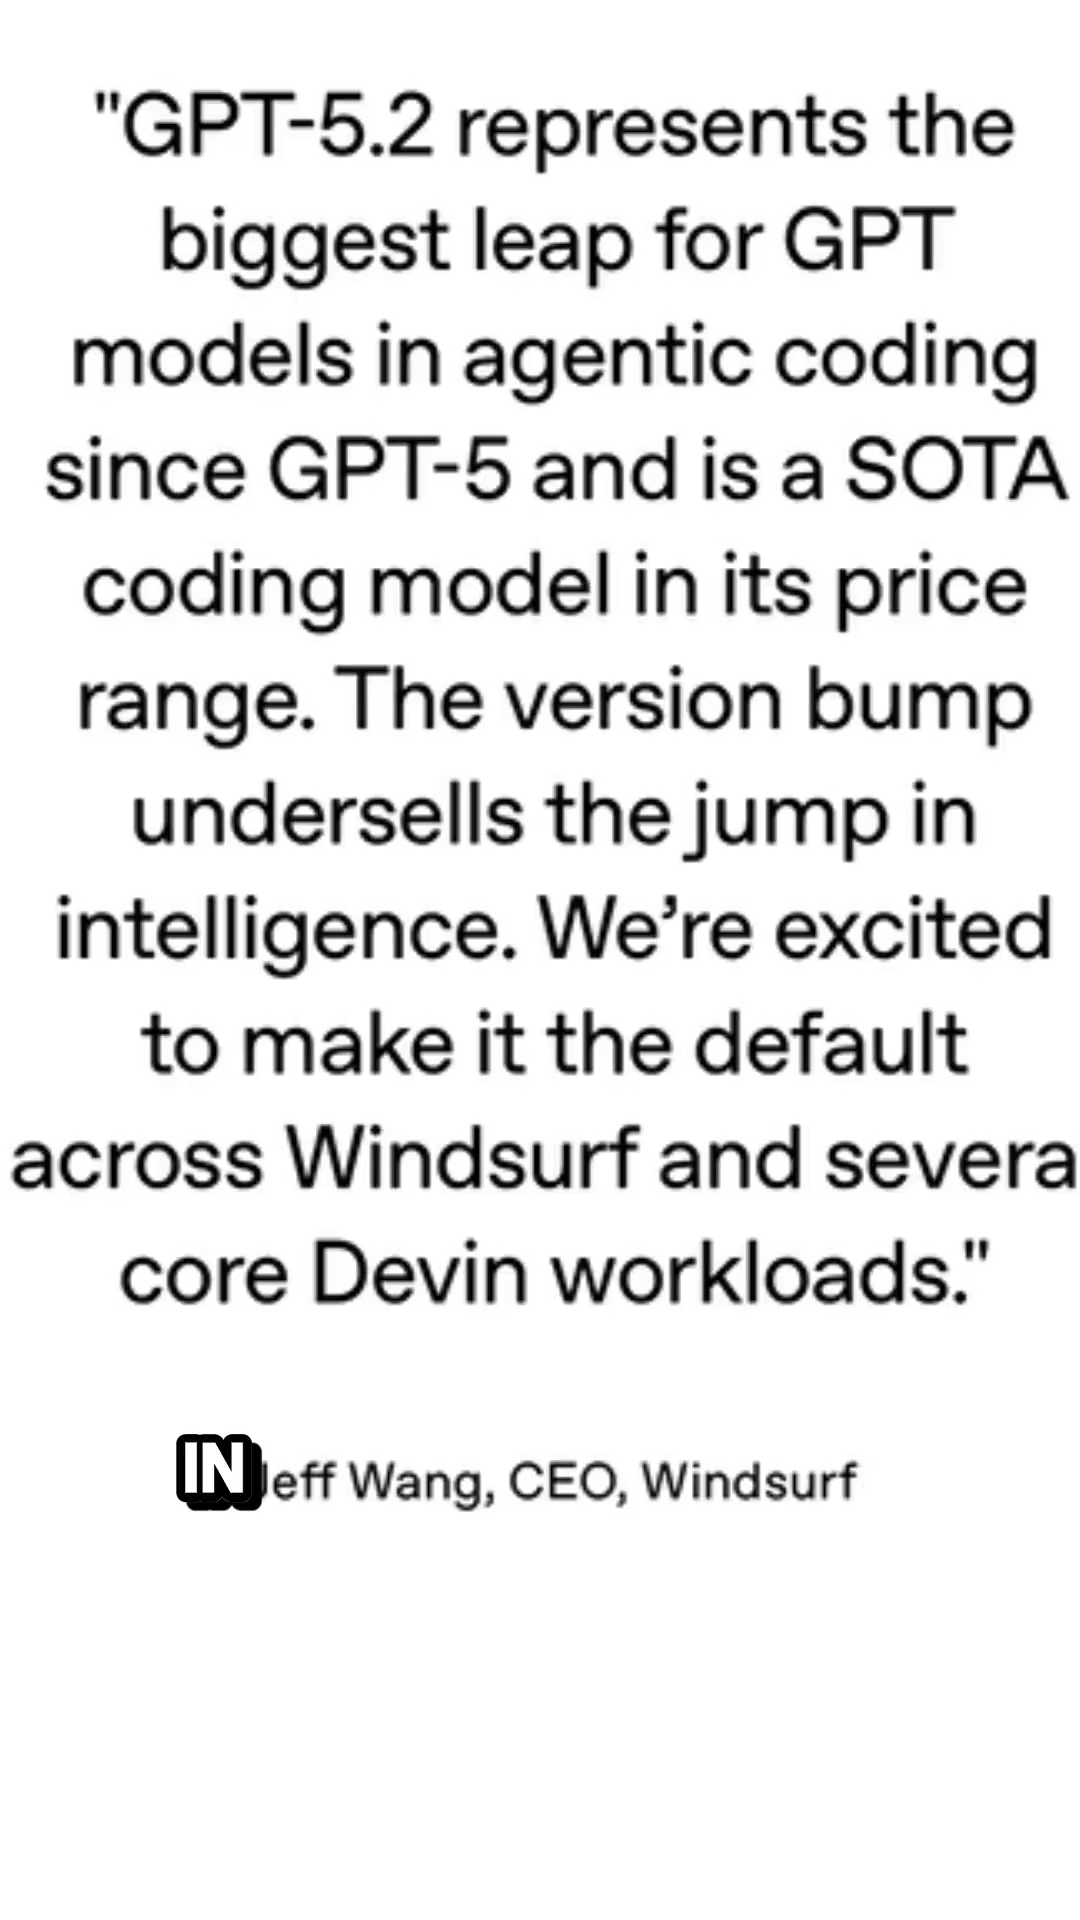 "GPT-5.2 represents the
biggest leap for GPT
models in agentic coding
since GPT-5 and is a SOTA
coding model in its price
range. The version bump
undersells the jump in
intelligence. We’re excited
to make it the default
across Windsurf and severa
core Devin workloads."
IN
Jeff Wang, CEO, Windsurf